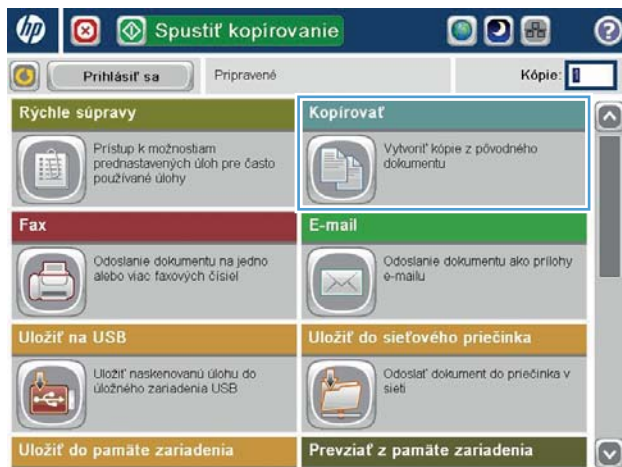 hp
Spustiť kopírovanie
?
Prihlásiť sa
Pripravené
Kópie: 1
Rýchle súpravy
Prístup k možnostiam
prednastavených úloh pre často
používané úlohy
Kopírovať
Vytvoriť kópie z pôvodného
dokumentu
Fax
Odoslanie dokumentu na jedno
alebo viac faxových čísiel
E-mail
Odoslanie dokumentu ako prílohy
e-mailu
Uložiť na USB
Uložiť naskenovanú úlohu do
úložného zariadenia USB
Uložiť do sieťového priečinka
Odoslať dokument do priečinka v
sieti
Uložiť do pamäte zariadenia
Prevziať z pamäte zariadenia